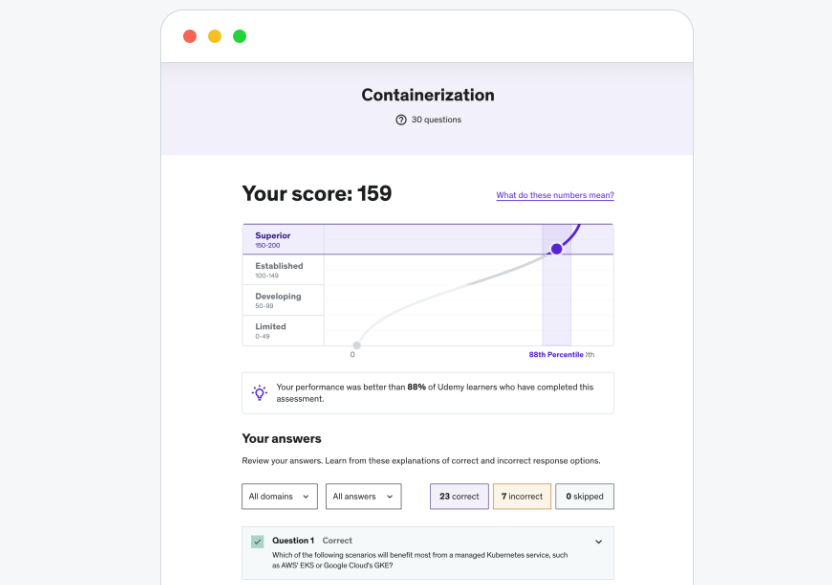 Containerization
30 questions
Your score: 159
What do these numbers mean?
Superior
150-200
Established
100-149
Developing
50-99
Limited
0-49
0
88th Percentile
Your performance was better than 88% of Udemy learners who have completed this
assessment.
Your answers
Review your answers. Learn from these explanations of correct and incorrect response options.
All domains
All answers
23 correct
7 incorrect
0 skipped
Question 1 Correct
Which of the following scenarios will benefit most from a managed Kubernetes service, such
as AWS' EKS or Google Cloud's GKE?